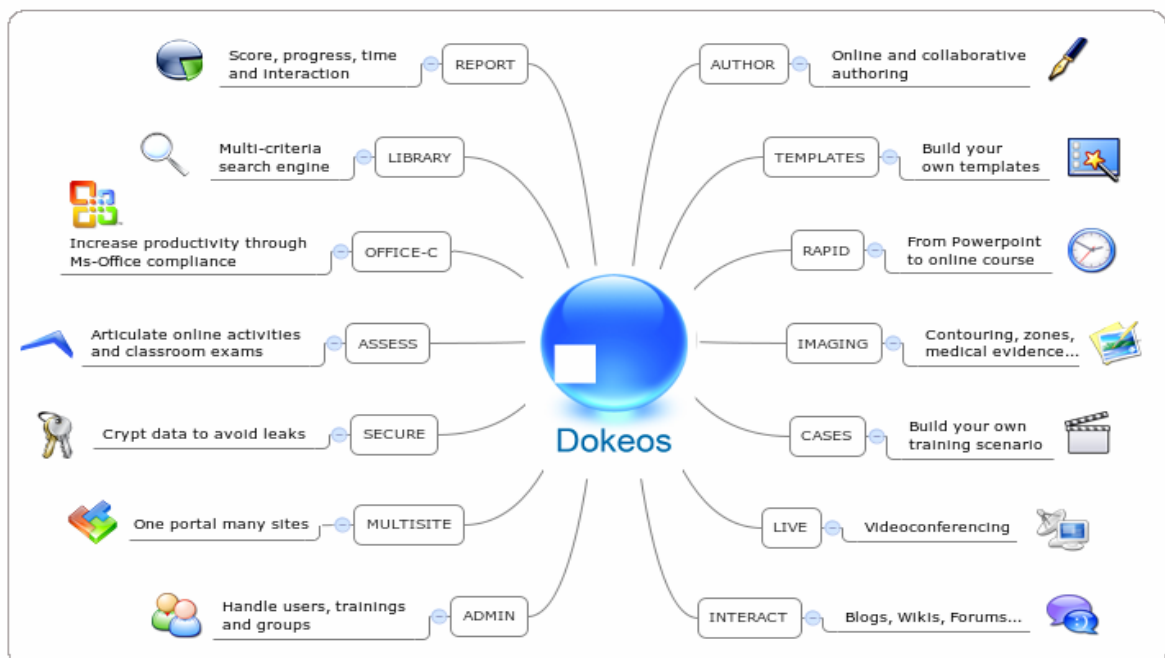 Score, progress, time
and interaction
REPORT
Multi-criteria
search engine
LIBRARY
Increase productivity through
Ms-Office compliance
OFFICE-C
Articulate online activities
and classroom exams
ASSESS
Crypt data to avoid leaks
SECURE
One portal many sites
MULTISITE
Handle users, trainings
and groups
ADMIN
Dokeos
AUTHOR
Online and collaborative
authoring
TEMPLATES
Build your
own templates
RAPID
From Powerpoint
to online course
IMAGING
Contouring, zones,
medical evidence...
CASES
Build your own
training scenario
LIVE
Videoconferencing
INTERACT
Blogs, Wikis, Forums...